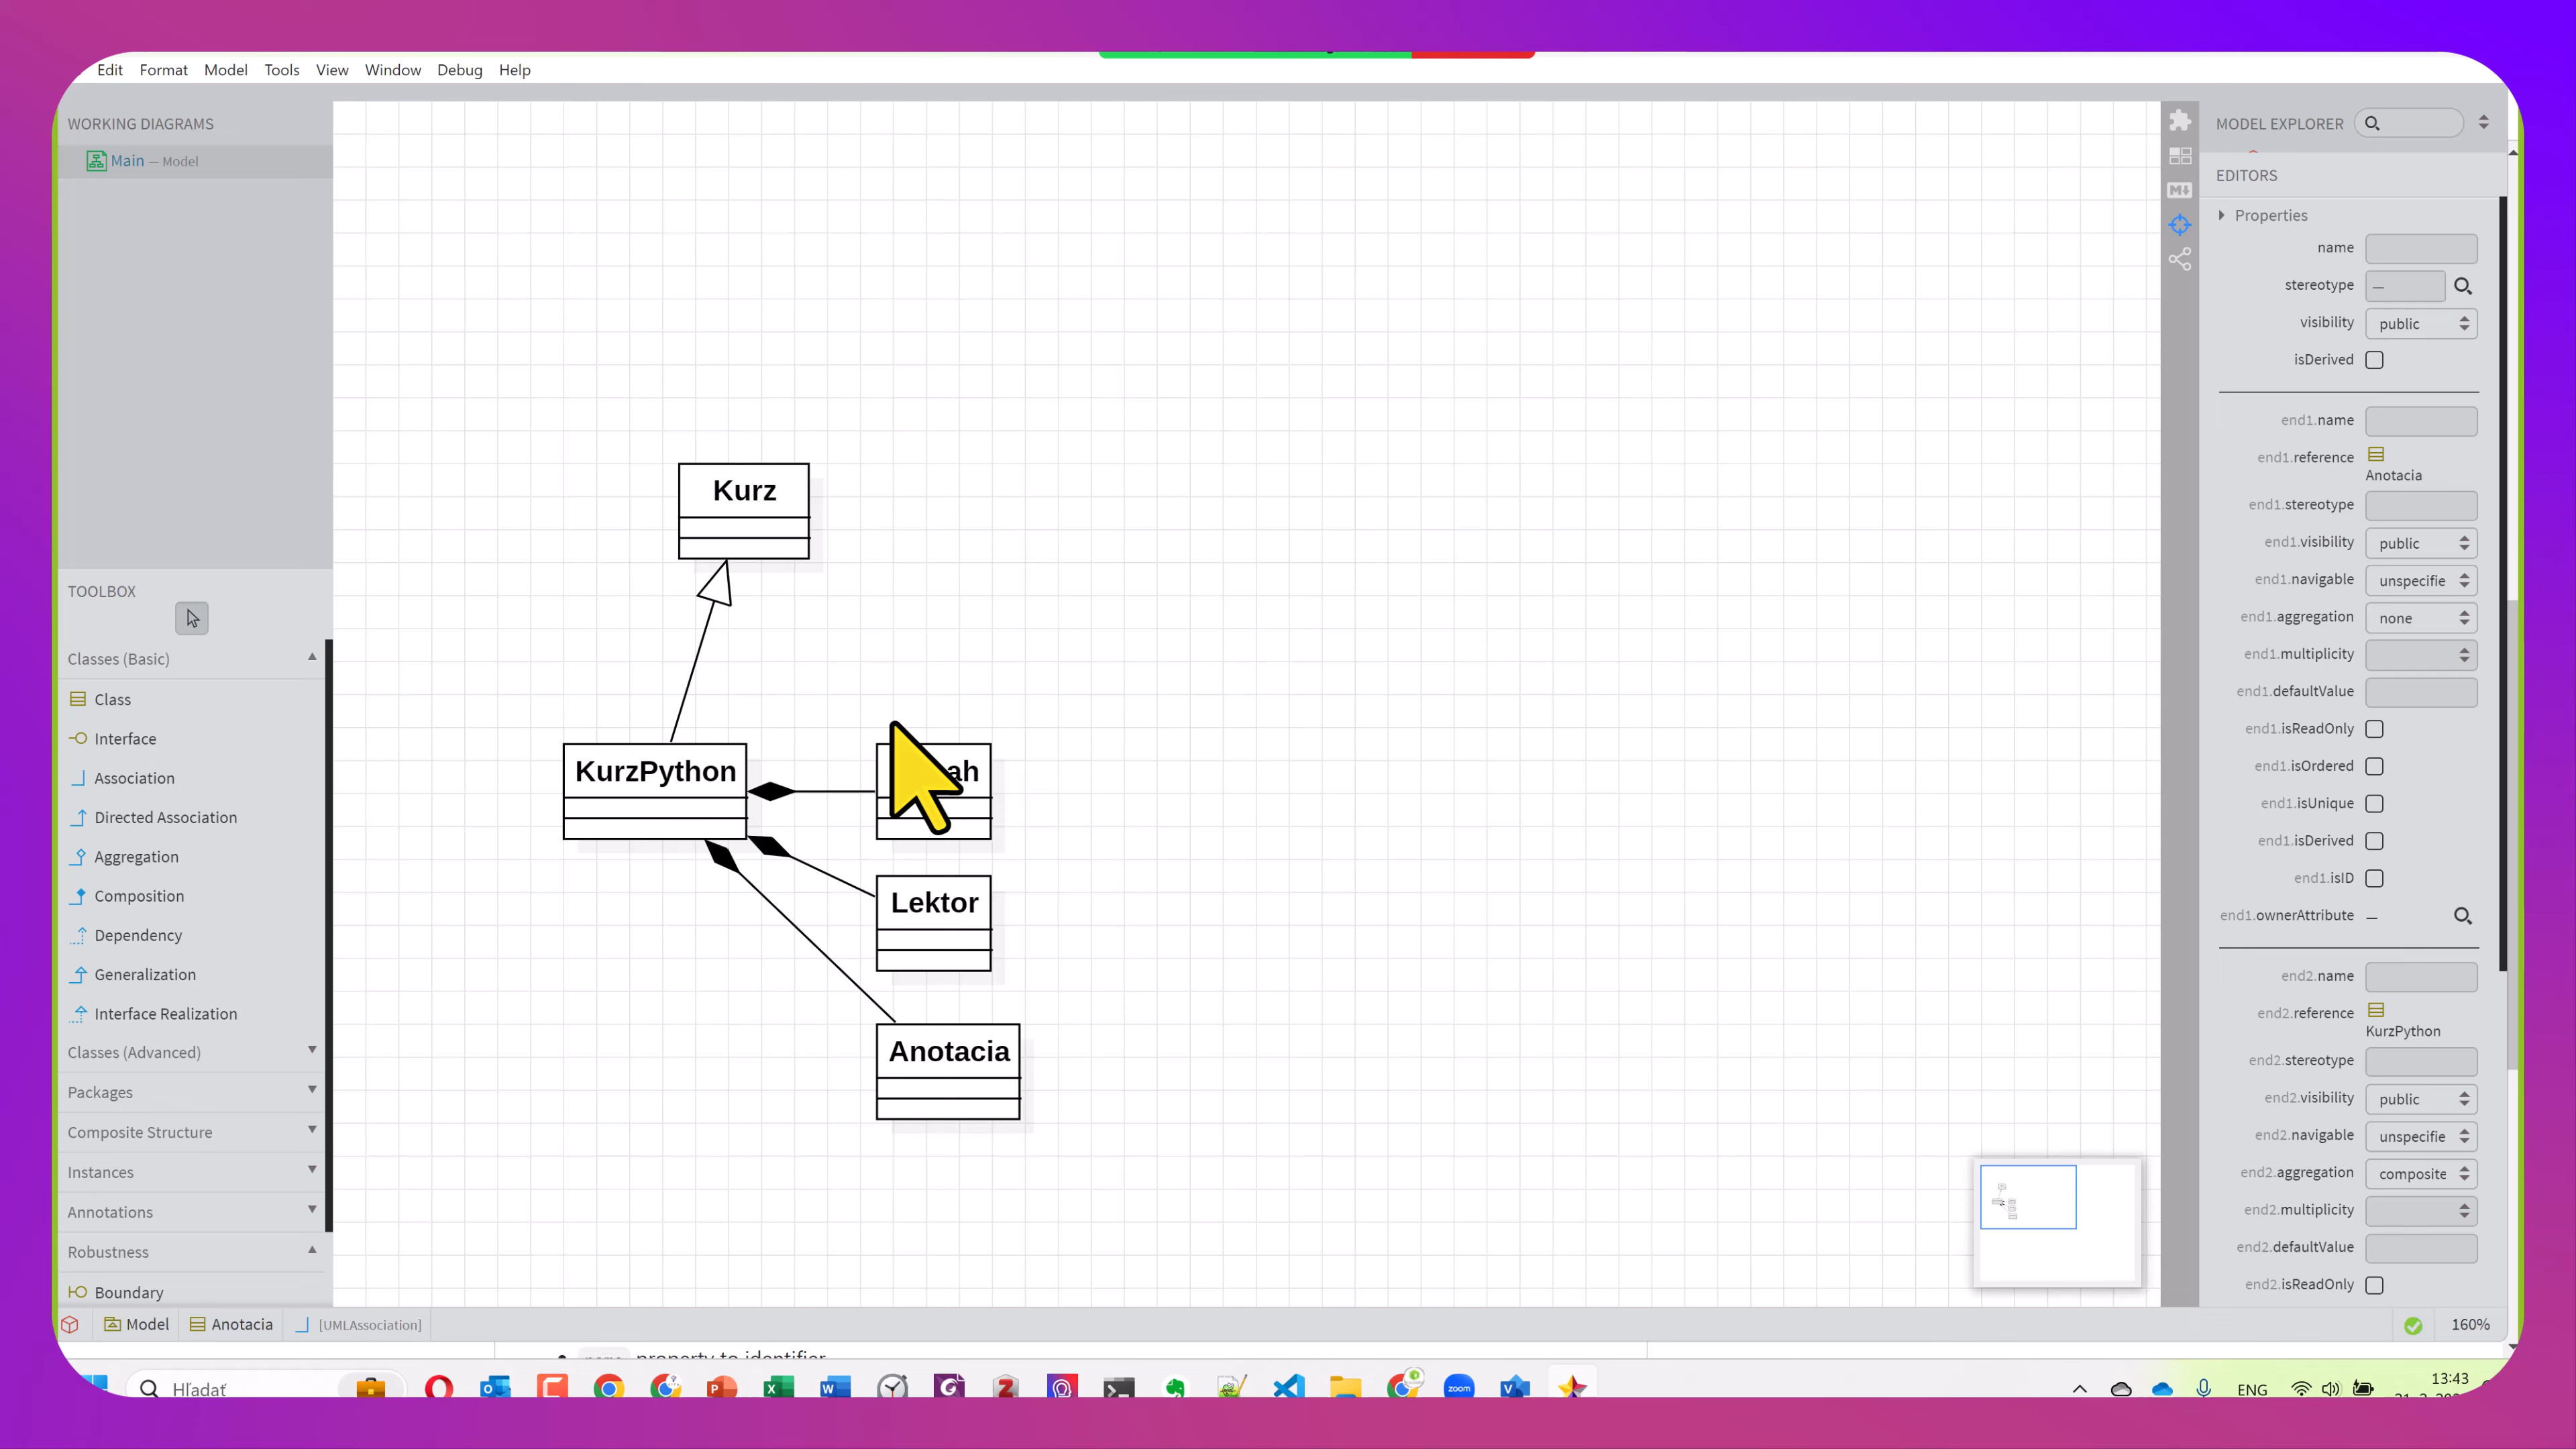 Edit Format Model Tools View Window Debug Help
WORKING DIAGRAMS
Main — Model
TOOLBOX
Classes (Basic)
Class
Interface
Association
Directed Association
Aggregation
Composition
Dependency
Generalization
Interface Realization
Classes (Advanced)
Packages
Composite Structure
Instances
Annotations
Robustness
Boundary
Kurz
KurzPython
Lektor
Anotacia
MODEL EXPLORER
EDITORS
Properties
name
stereotype —
visibility public
isDerived
end1.name
end1.reference
Anotacia
end1.stereotype
end1.visibility public
end1.navigable unspecifie
end1.aggregation none
end1.multiplicity
end1.defaultValue
end1.isReadOnly
end1.isOrdered
end1.isUnique
end1.isDerived
end1.isID
end1.ownerAttribute —
end2.name
end2.reference
KurzPython
end2.stereotype
end2.visibility public
end2.navigable unspecifie
end2.aggregation composite
end2.multiplicity
end2.defaultValue
end2.isReadOnly
Model Anotacia [UMLAssociation] 160%
property to identifier
Hľadať
zoom
ENG
13:43